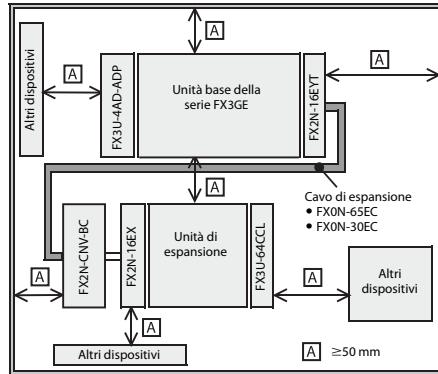 A
Altri dispositivi
A
FX3U-4AD-ADP
Unità base della
serie FX3GE
FX2N-16EYT
A
A
Cavo di espansione
• FX0N-65EC
• FX0N-30EC
A
FX2N-CNV-BC
FX2N-16EX
Unità di
espansione
FX3U-64CCL
A
Altri
dispositivi
A
Altri dispositivi
A ≥50 mm